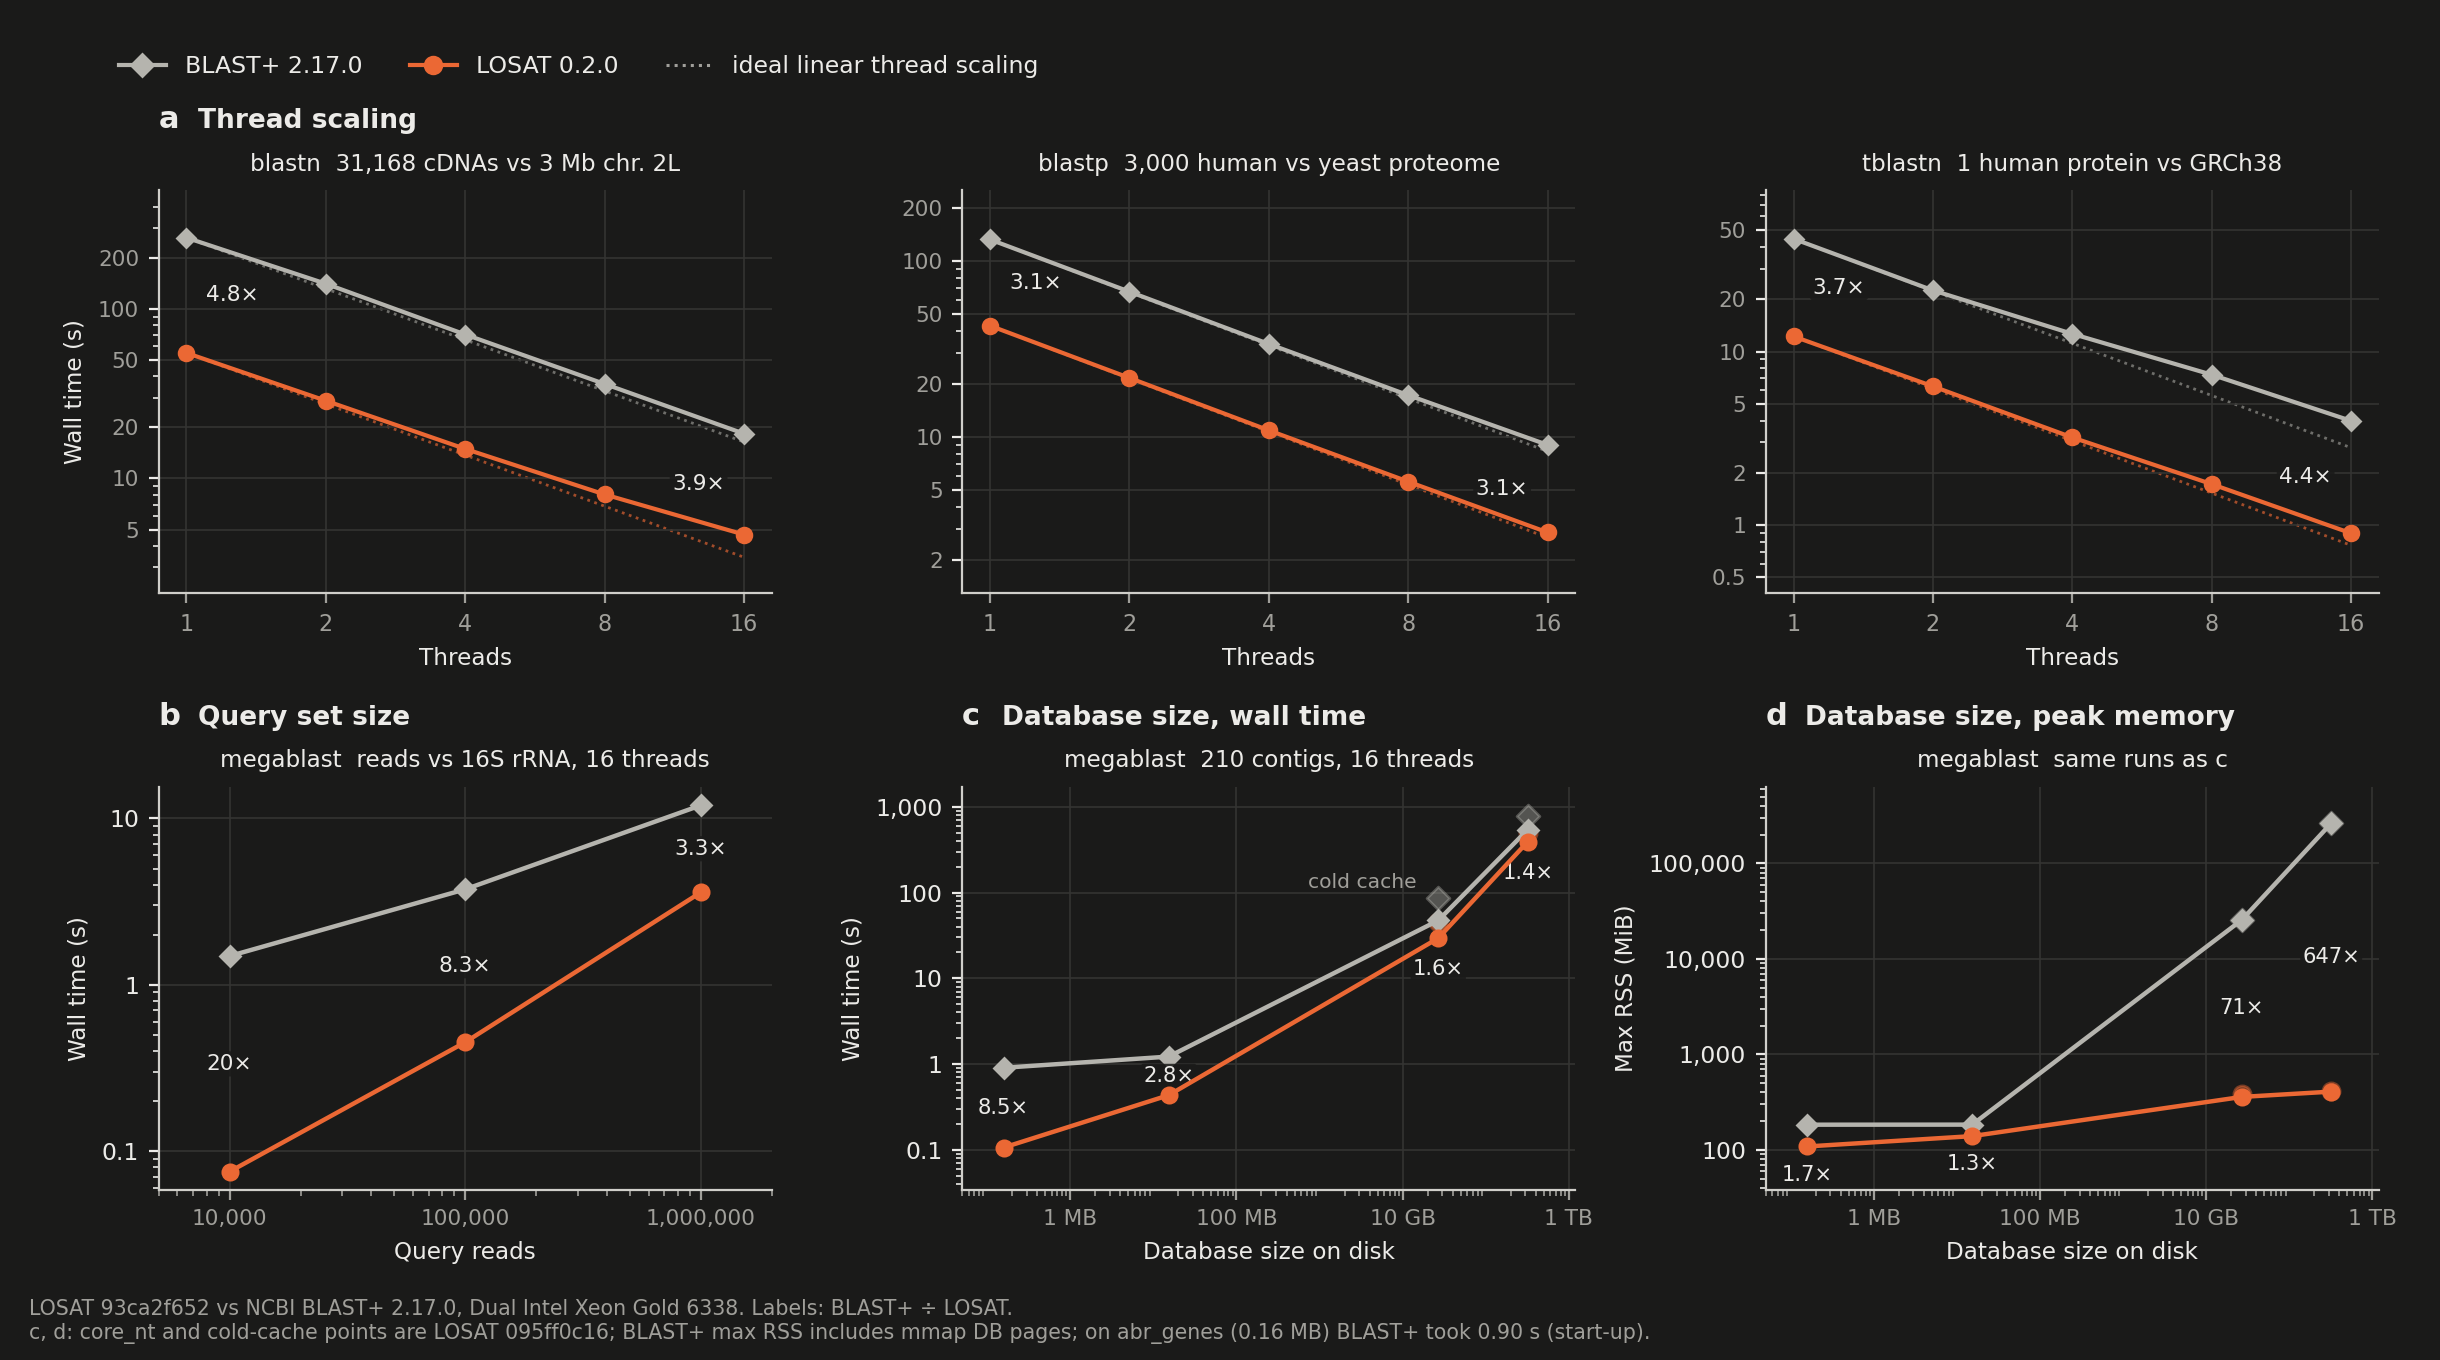 BLAST+ 2.17.0
LOSAT 0.2.0
ideal linear thread scaling
a Thread scaling
blastn 31,168 cDNAs vs 3 Mb chr. 2L
Wall time (s)
200
100
50
20
10
5
4.8×
3.9×
1
2
4
8
16
Threads
blastp 3,000 human vs yeast proteome
200
100
50
20
10
5
2
3.1×
3.1×
1
2
4
8
16
Threads
tblastn 1 human protein vs GRCh38
50
20
10
5
2
1
0.5
3.7×
4.4×
1
2
4
8
16
Threads
b Query set size
megablast reads vs 16S rRNA, 16 threads
Wall time (s)
10
1
0.1
20×
8.3×
3.3×
10,000
100,000
1,000,000
Query reads
c Database size, wall time
megablast 210 contigs, 16 threads
Wall time (s)
1,000
100
10
1
0.1
cold cache
8.5×
2.8×
1.6×
1.4×
1 MB
100 MB
10 GB
1 TB
Database size on disk
d Database size, peak memory
megablast same runs as c
Max RSS (MiB)
100,000
10,000
1,000
100
1.7×
1.3×
71×
647×
1 MB
100 MB
10 GB
1 TB
Database size on disk
LOSAT 93ca2f652 vs NCBI BLAST+ 2.17.0, Dual Intel Xeon Gold 6338. Labels: BLAST+ ÷ LOSAT.
c, d: core_nt and cold-cache points are LOSAT 095ff0c16; BLAST+ max RSS includes mmap DB pages; on abr_genes (0.16 MB) BLAST+ took 0.90 s (start-up).